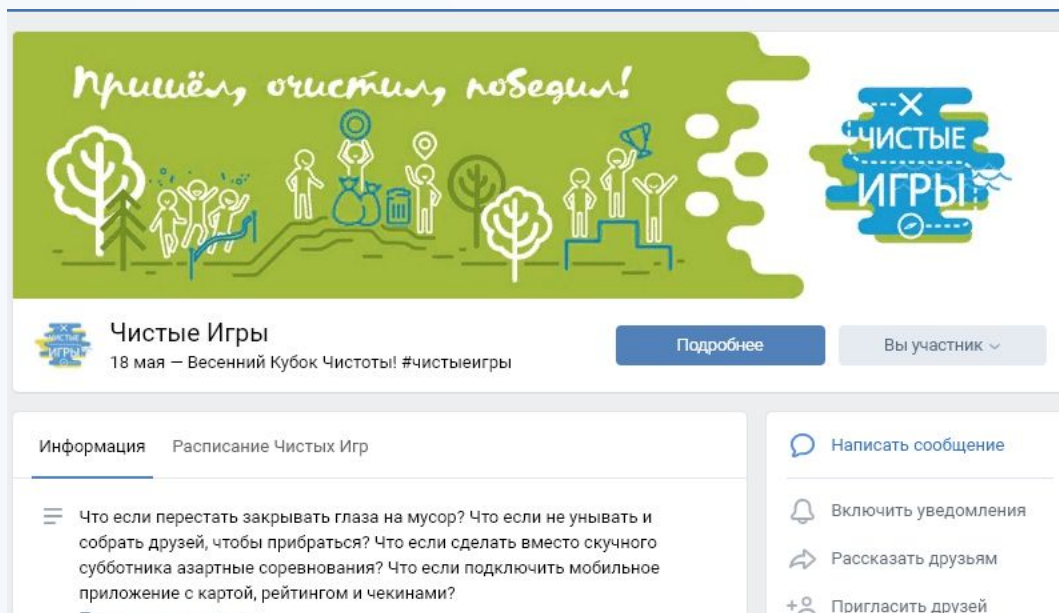 Пришёл, очистил, победил!
ЧИСТЫЕ
ИГРЫ
ЧИСТЫЕ
ИГРЫ
Чистые Игры
18 мая — Весенний Кубок Чистоты! #чистыеигры
Подробнее
Вы участник
Информация
Расписание Чистых Игр
Что если перестать закрывать глаза на мусор? Что если не унывать и
собрать друзей, чтобы прибраться? Что если сделать вместо скучного
субботника азартные соревнования? Что если подключить мобильное
приложение с картой, рейтингом и чекинами?
Написать сообщение
Включить уведомления
Рассказать друзьям
Пригласить друзей